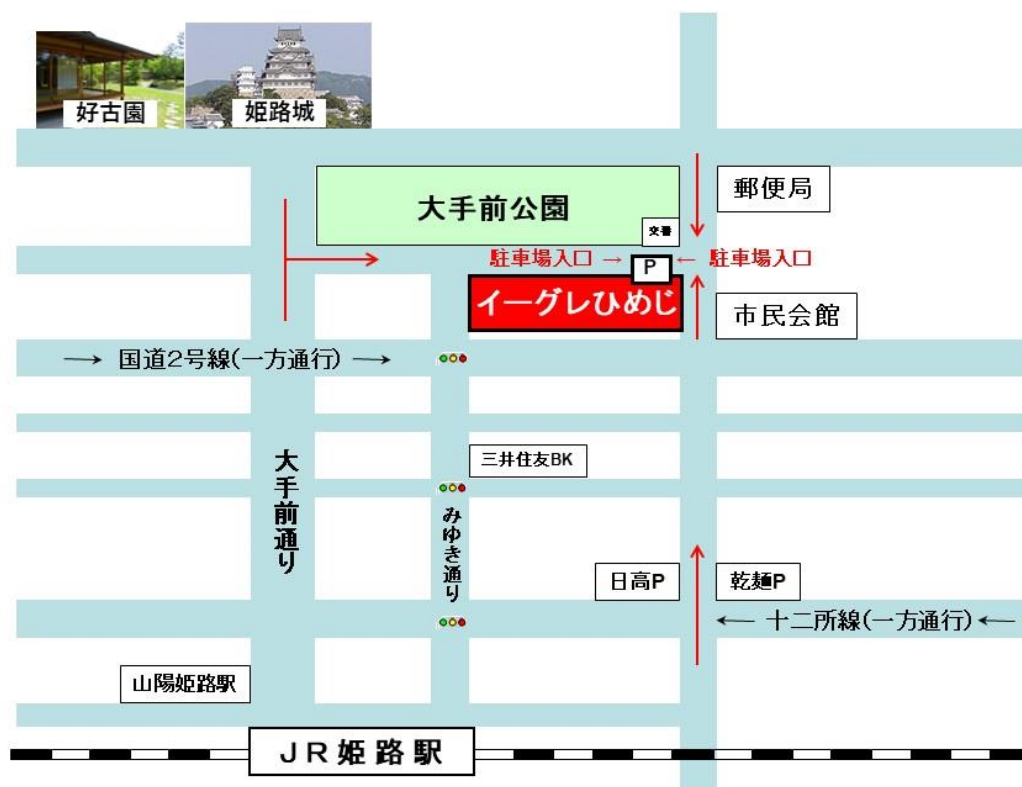 好古園
姫路城
大手前公園
郵便局
交番
駐車場入口 →
P
← 駐車場入口
イーグレひめじ
市民会館
→ 国道2号線(一方通行) →
三井住友BK
大手前通り
みゆき通り
日高P
乾麺P
← 十二所線(一方通行) ←
山陽姫路駅
JR姫路駅